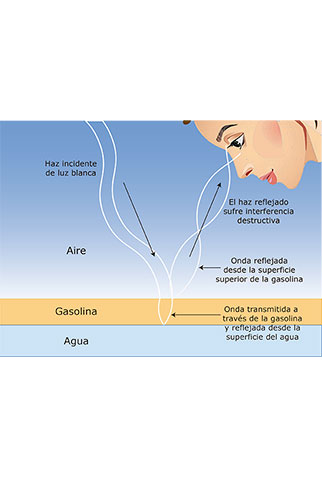 Haz incidente
de luz blanca
El haz reflejado
sufre interferencia
destructiva
Aire
Onda reflejada
desde la superficie
superior de la gasolina
Gasolina
Onda transmitida a
través de la gasolina
y reflejada desde la
superficie del agua
Agua